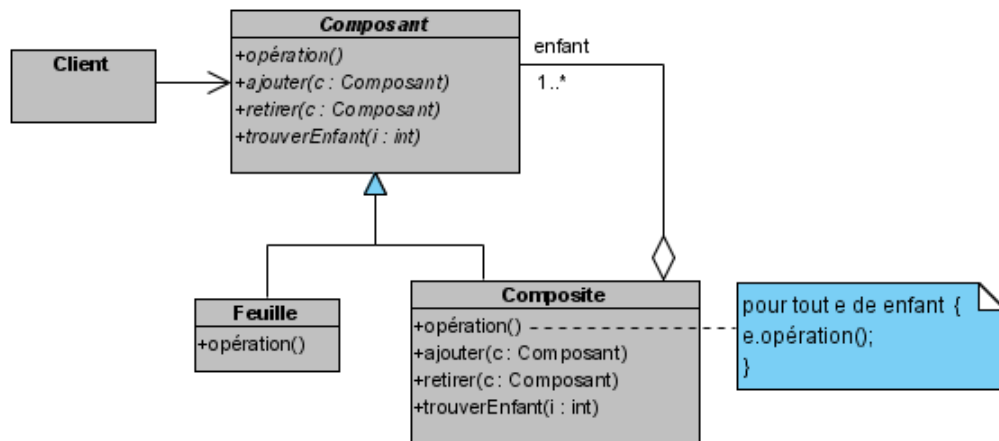 Composant
+opération()
+ajouter(c : Composant)
+retirer(c : Composant)
+trouverEnfant(i : int)
Client
enfant
1..*
Feuille
+opération()
Composite
+opération()
+ajouter(c : Composant)
+retirer(c : Composant)
+trouverEnfant(i : int)
pour tout e de enfant {
e.opération();
}